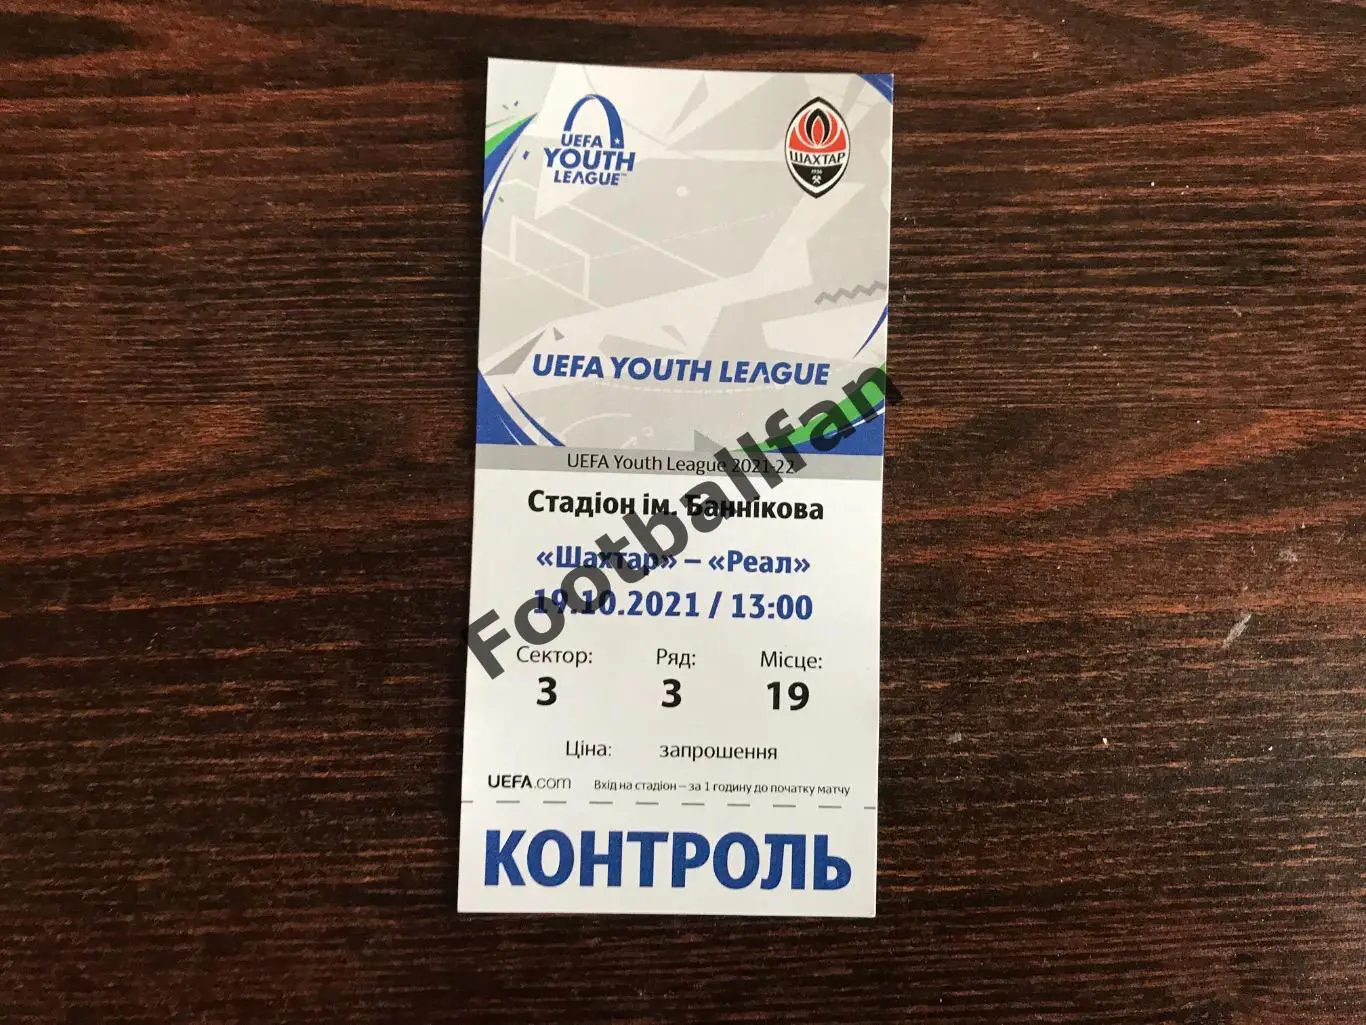 UEFA
YOUTH
LEAGUE™
ШАХТАР
1936
UEFA YOUTH LEAGUE
UEFA Youth League 2021-22
Стадіон ім. Баннікова
«Шахтар» – «Реал»
19.10.2021 / 13:00
Сектор: Ряд: Місце:
3 3 19
Ціна: запрошення
UEFA.com Вхід на стадіон – за 1 годину до початку матчу
КОНТРОЛЬ
Footballfan